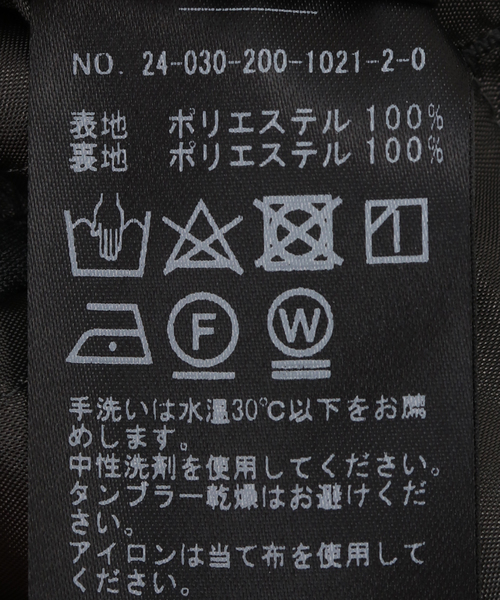 NO. 24-030-200-1021-2-0
表地 ポリエステル 100%
裏地 ポリエステル 100%
F W
手洗いは水温30℃以下をお薦
めします。
中性洗剤を使用してください。
タンブラー乾燥はお避けくだ
さい。
アイロンは当て布を使用して
ください。